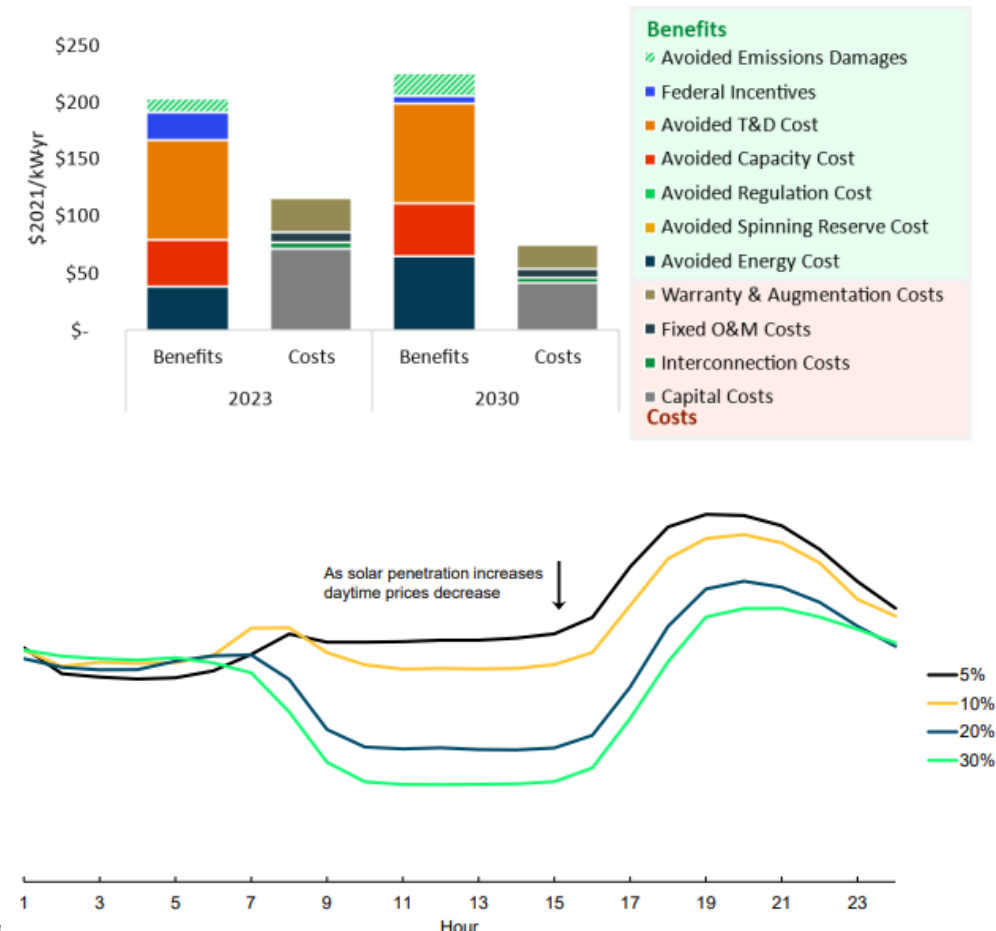 $250
$200
$150
$100
$50
$-
$2021/kW-yr
Benefits
Costs
Benefits
Costs
2023
2030
Benefits
Avoided Emissions Damages
Federal Incentives
Avoided T&D Cost
Avoided Capacity Cost
Avoided Regulation Cost
Avoided Spinning Reserve Cost
Avoided Energy Cost
Warranty & Augmentation Costs
Fixed O&M Costs
Interconnection Costs
Capital Costs
Costs
As solar penetration increases
daytime prices decrease
5%
10%
20%
30%
1 3 5 7 9 11 13 15 17 19 21 23
Hour